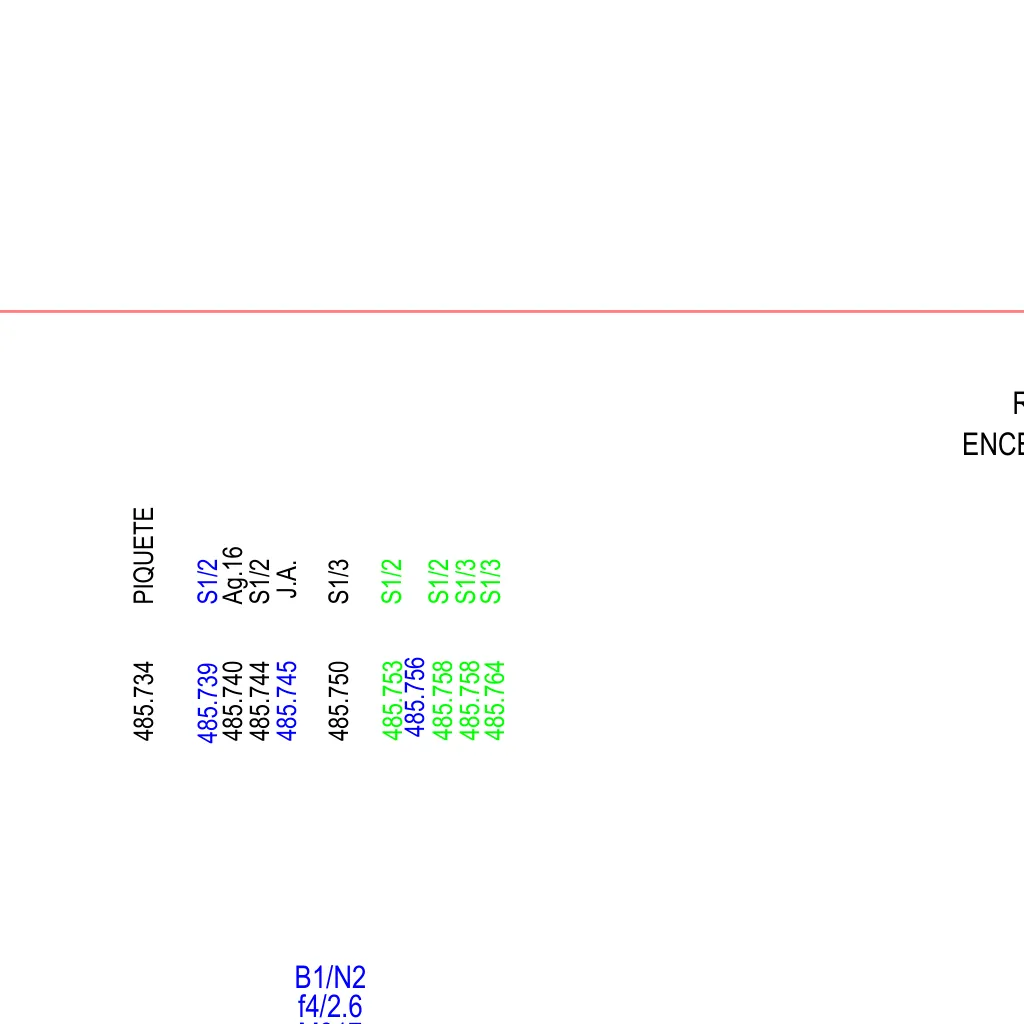 ENCE
PIQUETE
S1/2
Ag.16
S1/2
J.A.
S1/3
S1/2
S1/2
S1/3
S1/3
485.734
485.739
485.740
485.744
485.745
485.750
485.753
485.756
485.758
485.758
485.764
B1/N2
f4/2.6